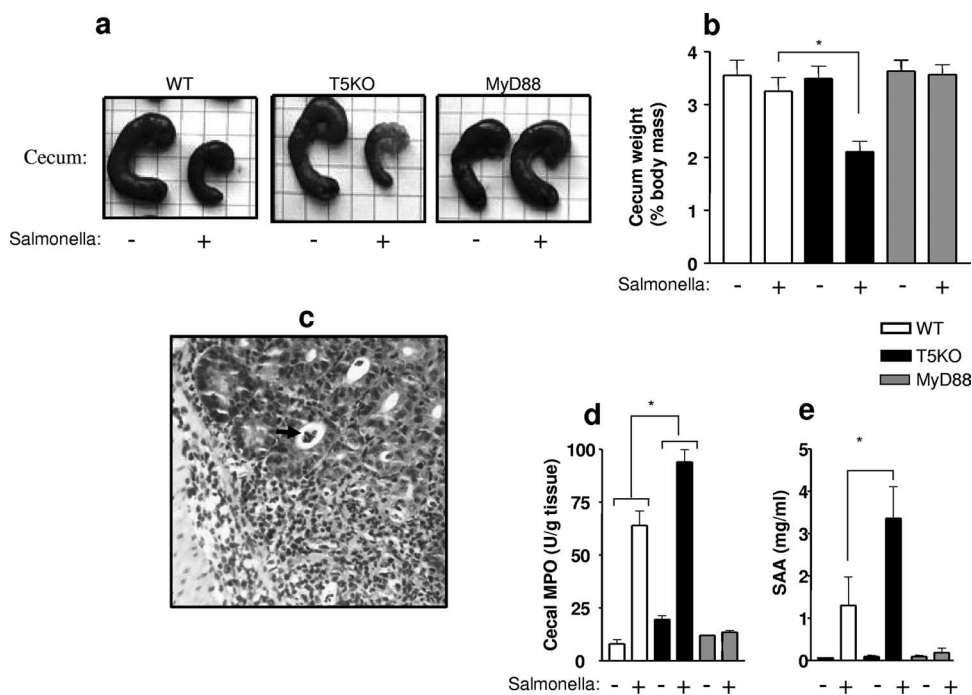 a
WT T5KO MyD88
Cecum:
Salmonella: - + - + - +
b
Cecum weight
(% body mass)
4
3
2
1
0
*
Salmonella: - + - + - +
WT
T5KO
MyD88
c
d
Cecal MPO (U/g tissue)
100
75
50
25
0
*
Salmonella: - + - + - +
e
SAA (mg/ml)
5
4
3
2
1
0
*
- + - + - +